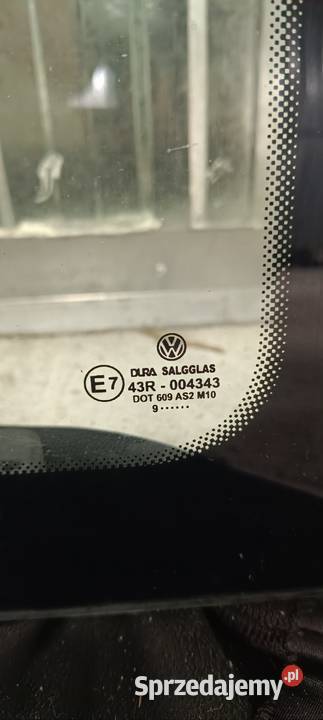 DURA SALGGLAS
E7 43R - 004343
DOT 609 AS2 M10
9······
Sprzedajemy.pl